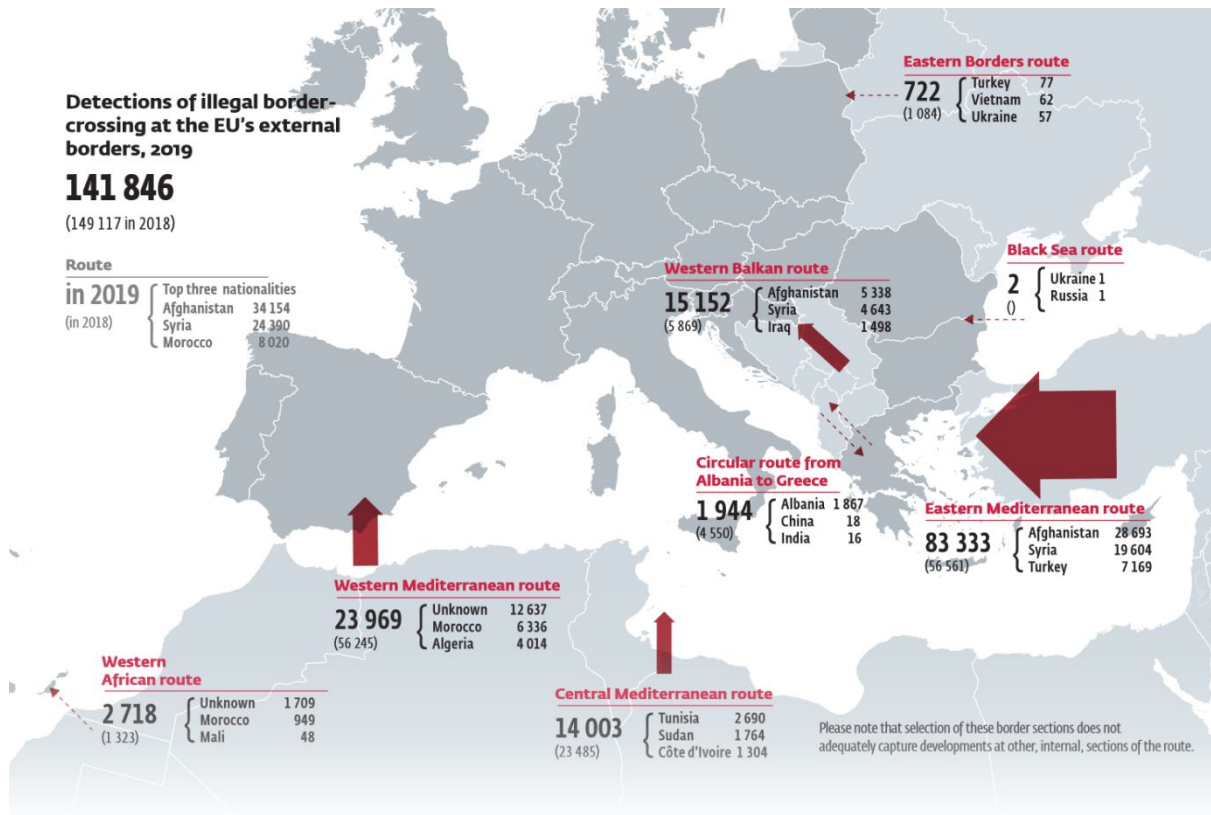 Detections of illegal border-
crossing at the EU's external
borders, 2019
141 846
(149 117 in 2018)
Route
in 2019
(in 2018)
Top three nationalities
Afghanistan 34 154
Syria 24 390
Morocco 8 020
Eastern Borders route
722
(1 084)
Turkey 77
Vietnam 62
Ukraine 57
Black Sea route
2
()
Ukraine 1
Russia 1
Western Balkan route
15 152
(5 869)
Afghanistan 5 338
Syria 4 643
Iraq 1 498
Circular route from
Albania to Greece
1 944
(4 550)
Albania 1 867
China 18
India 16
Eastern Mediterranean route
83 333
(56 561)
Afghanistan 28 693
Syria 19 604
Turkey 7 169
Western Mediterranean route
23 969
(56 245)
Unknown 12 637
Morocco 6 336
Algeria 4 014
Western
African route
2 718
(1 323)
Unknown 1 709
Morocco 949
Mali 48
Central Mediterranean route
14 003
(23 485)
Tunisia 2 690
Sudan 1 764
Côte d'Ivoire 1 304
Please note that selection of these border sections does not
adequately capture developments at other, internal, sections of the route.